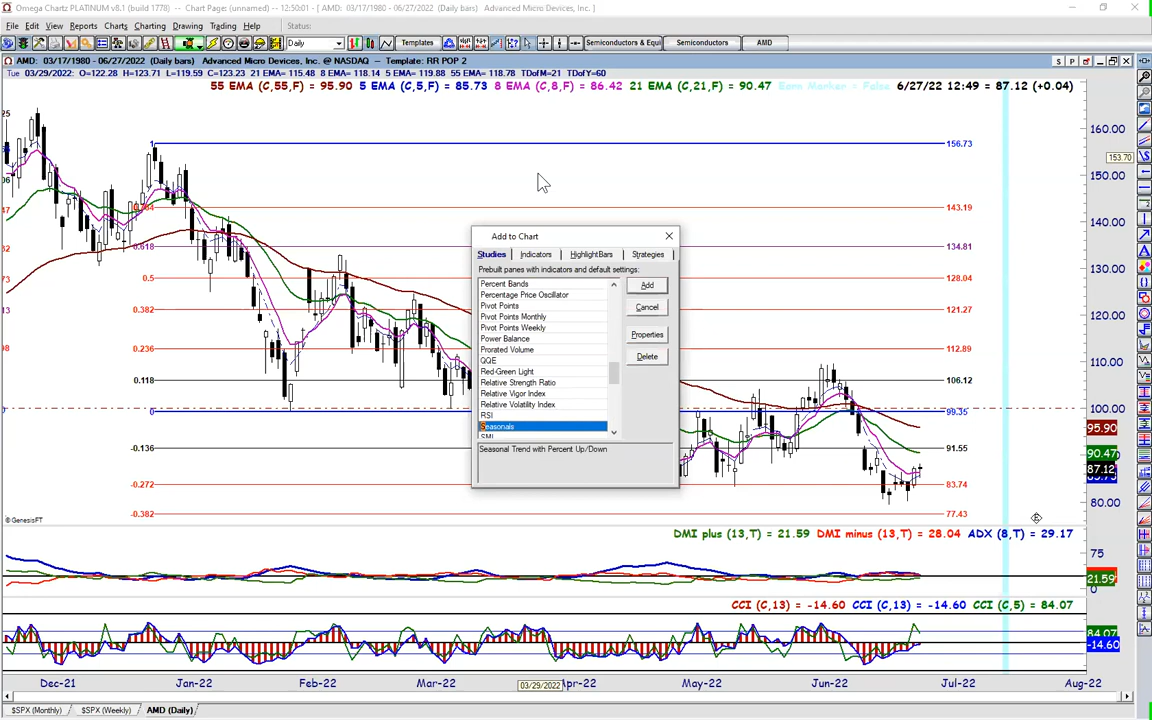 Omega Chartz PLATINUM v8.1 (build 1778) - Chart Page: (unnamed) -- 12:50:01 - [ AMD: 03/17/1980 - 06/27/2022 (Daily bars) Advanced Micro Devices, Inc. ]
File Edit View Reports Charts Charting Drawing Trading Help Status:
Daily Templates Semiconductors & Equi Semiconductors AMD
AMD: 03/17/1980 - 06/27/2022 (Daily bars) Advanced Micro Devices, Inc. @ NASDAQ - Template: RR POP 2
S P
Tue 03/29/2022: O=122.28 H=123.71 L=119.59 C=123.23 21 EMA= 115.48 8 EMA= 118.14 5 EMA= 119.88 55 EMA= 118.78 TDofM=21 TDofY=60
55 EMA (C,55,F) = 95.90 5 EMA (C,5,F) = 85.73 8 EMA (C,8,F) = 86.42 21 EMA (C,21,F) = 90.47 Earn Marker = False 6/27/22 12:49 = 87.12 (+0.04)
160.00
1 156.73
153.70
150.00
143.19
140.00
0.618 134.81
130.00
0.5 128.04
0.382 121.27
120.00
0.236 112.89
110.00
0.118 106.12
100.00
0 99.35
95.90
-0.136 91.55
90.47
87.12
-0.272 83.74
80.00
-0.382 77.43
Add to Chart
Studies Indicators HighlightBars Strategies
Prebuilt panes with indicators and default settings:
Percent Bands
Percentage Price Oscillator
Pivot Points
Pivot Points Monthly
Pivot Points Weekly
Power Balance
Prorated Volume
QQE
Red-Green Light
Relative Strength Ratio
Relative Vigor Index
Relative Volatility Index
RSI
Seasonals
SMI
Add
Cancel
Properties
Delete
Seasonal Trend with Percent Up/Down
© GenesisFT
DMI plus (13,T) = 21.59 DMI minus (13,T) = 28.04 ADX (8,T) = 29.17
75
21.59
0
CCI (C,13) = -14.60 CCI (C,13) = -14.60 CCI (C,5) = 84.07
84.07
-14.60
Dec-21 Jan-22 Feb-22 Mar-22 03/29/2022 Apr-22 May-22 Jun-22 Jul-22 Aug-22
$SPX (Monthly) $SPX (Weekly) AMD (Daily)